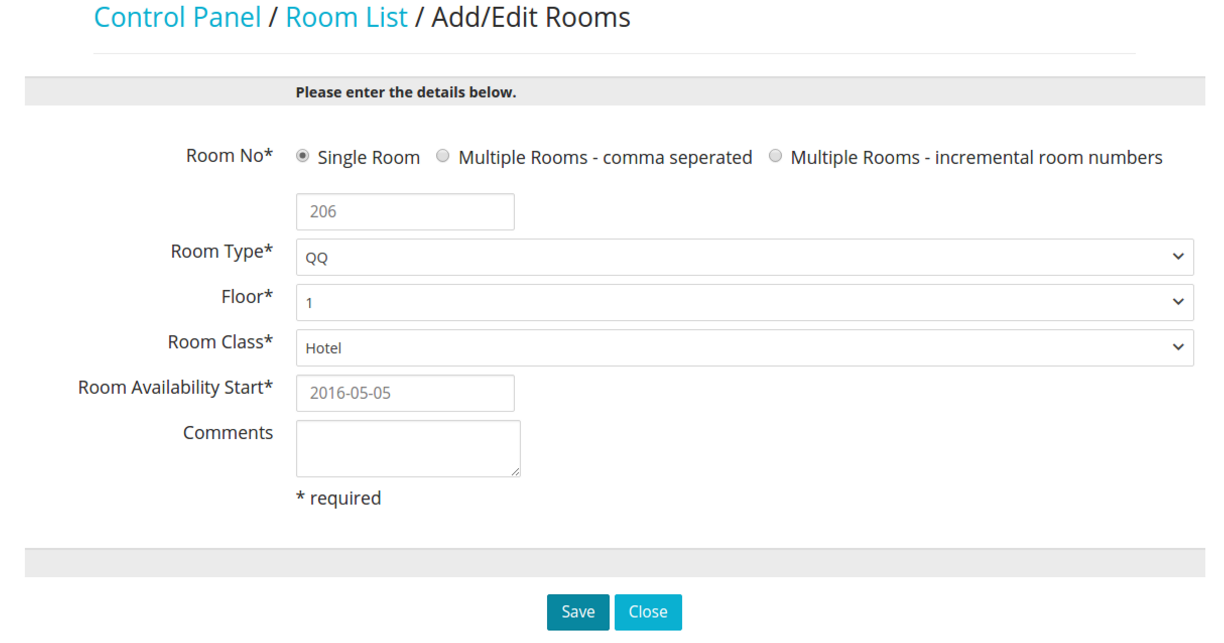 Control Panel / Room List / Add/Edit Rooms
Please enter the details below.
Room No* Single Room Multiple Rooms - comma seperated Multiple Rooms - incremental room numbers
206
Room Type* QQ
Floor* 1
Room Class* Hotel
Room Availability Start* 2016-05-05
Comments
* required
Save Close